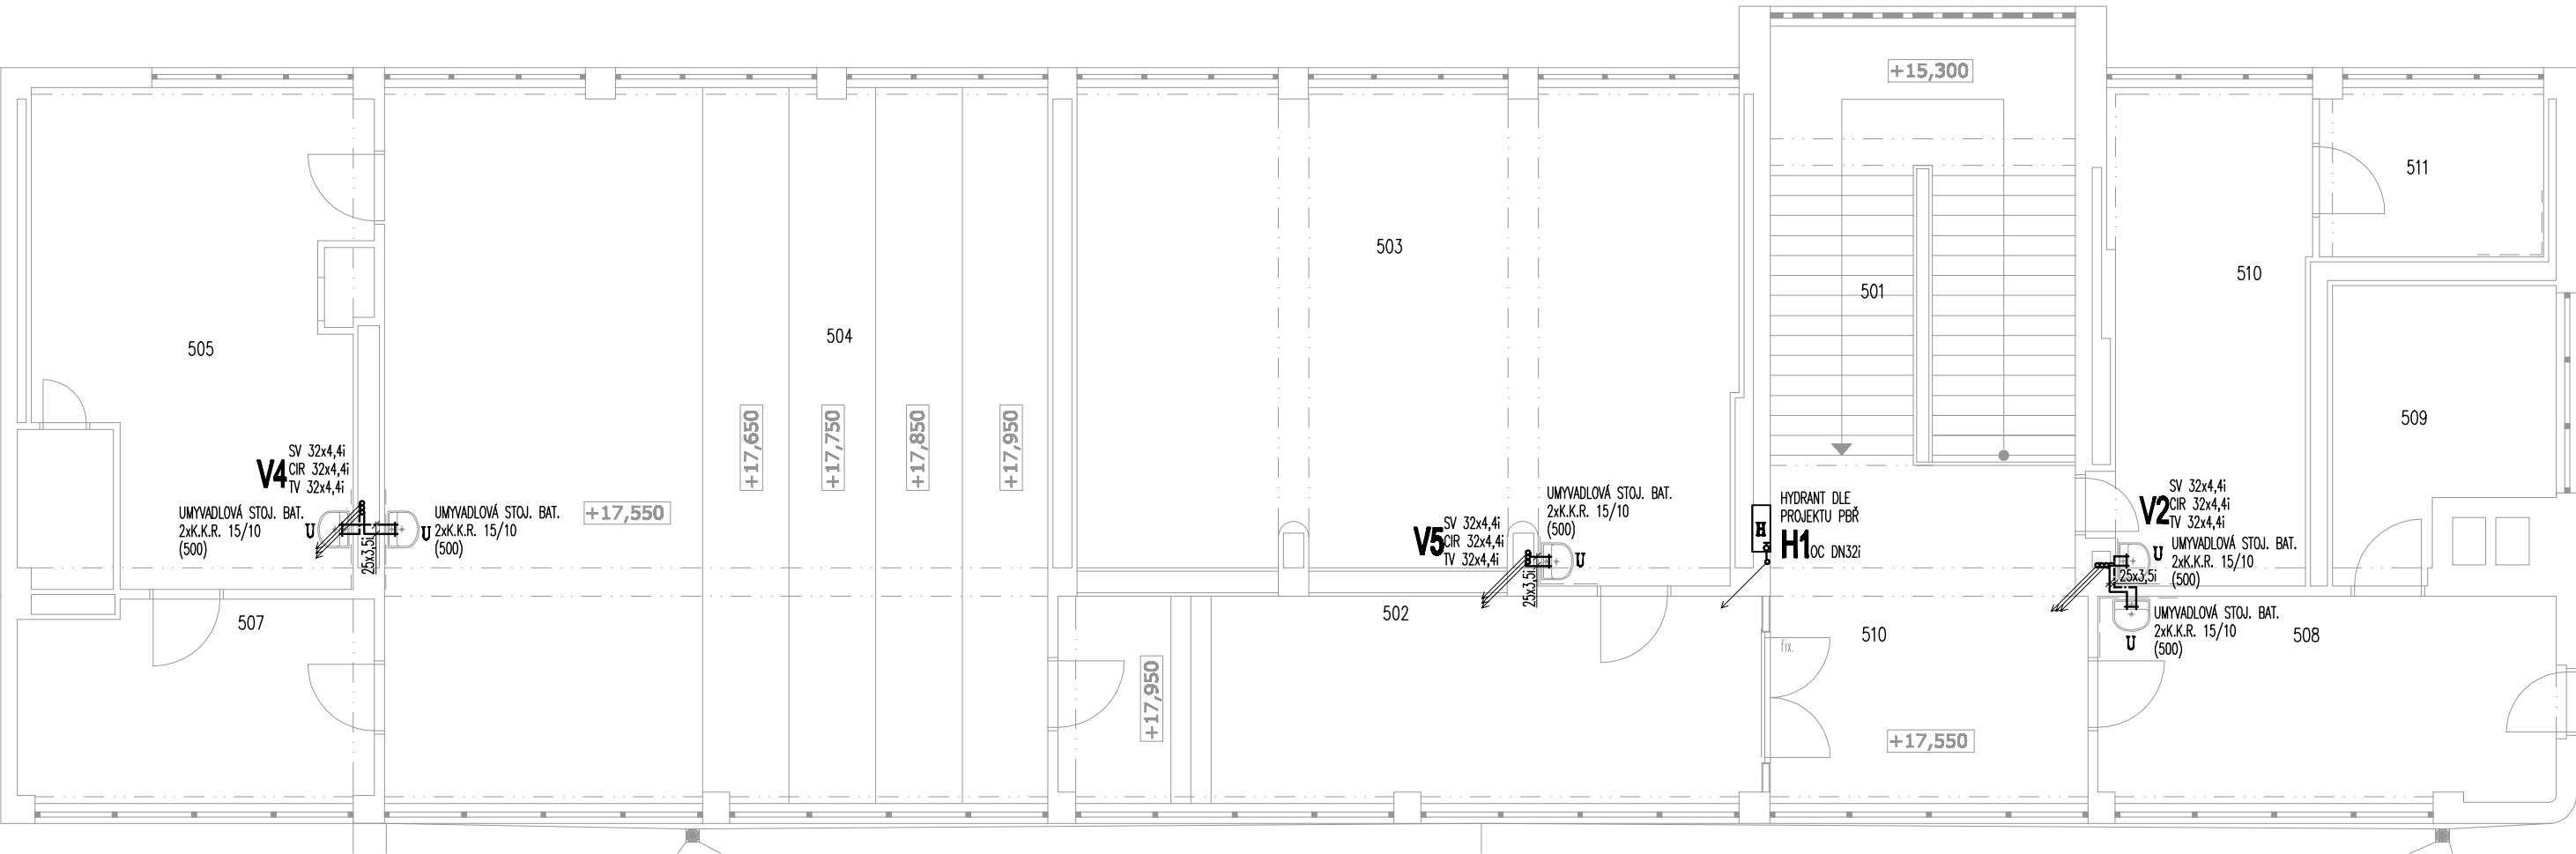 +15,300
511
510
503
501
504
505
509
+17,650
+17,750
+17,850
+17,950
V4
SV 32x4,4i
CIR 32x4,4i
TV 32x4,4i
UMYVADLOVÁ STOJ. BAT.
2xK.K.R. 15/10
(500)
U
25x3,5i
U
UMYVADLOVÁ STOJ. BAT.
2xK.K.R. 15/10
(500)
+17,550
V5
SV 32x4,4i
CIR 32x4,4i
TV 32x4,4i
UMYVADLOVÁ STOJ. BAT.
2xK.K.R. 15/10
(500)
U
25x3,5i
HYDRANT DLE
PROJEKTU PBŘ
H
H1 OC DN32i
V2
SV 32x4,4i
CIR 32x4,4i
TV 32x4,4i
U
UMYVADLOVÁ STOJ. BAT.
2xK.K.R. 15/10
(500)
25x3,5i
UMYVADLOVÁ STOJ. BAT.
2xK.K.R. 15/10
(500)
U
507
502
510
508
fix.
+17,950
+17,550